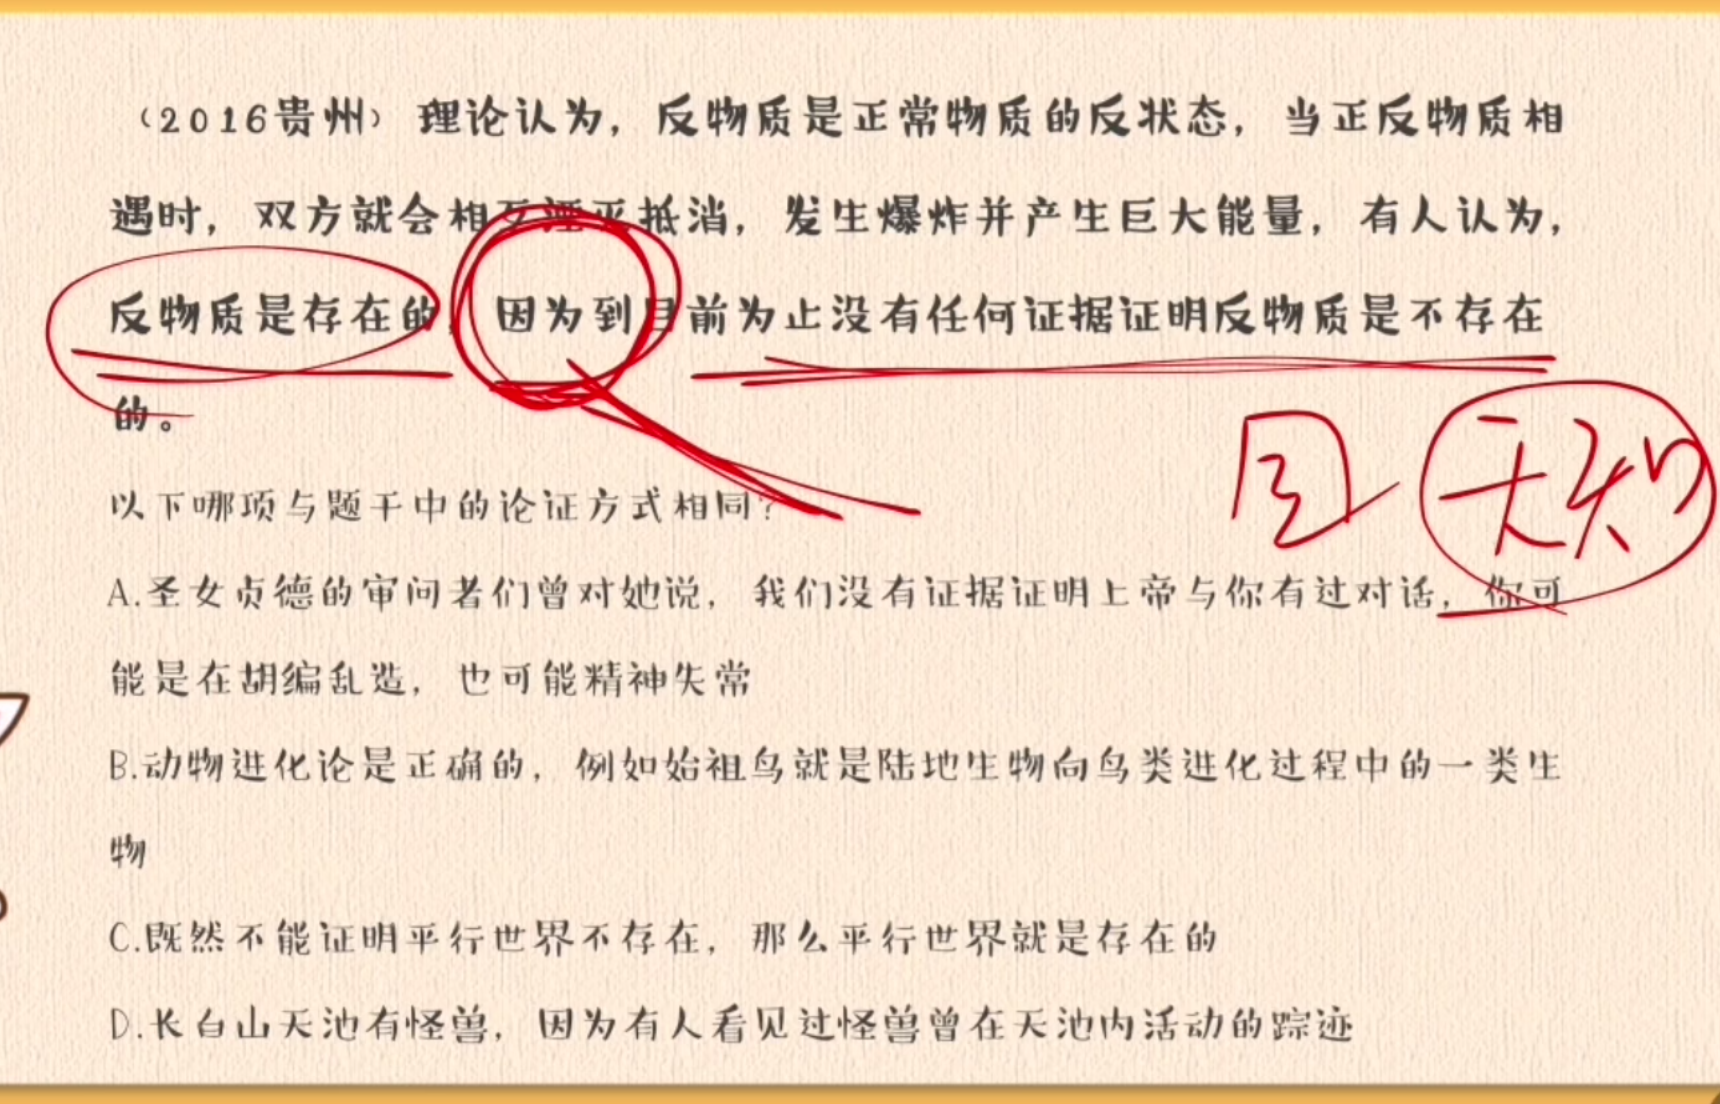 （2016贵州）理论认为，反物质是正常物质的反状态，当正反物质相
遇时，双方就会相互湮灭抵消，发生爆炸并产生巨大能量，有人认为，
反物质是存在的，因为到目前为止没有任何证据证明反物质是不存在
的。
以下哪项与题干中的论证方式相同？
A.圣女贞德的审问者们曾对她说，我们没有证据证明上帝与你有过对话，你可
能是在胡编乱造，也可能精神失常
B.动物进化论是正确的，例如始祖鸟就是陆地生物向鸟类进化过程中的一类生
物
C.既然不能证明平行世界不存在，那么平行世界就是存在的
D.长白山天池有怪兽，因为有人看见过怪兽曾在天池内活动的踪迹